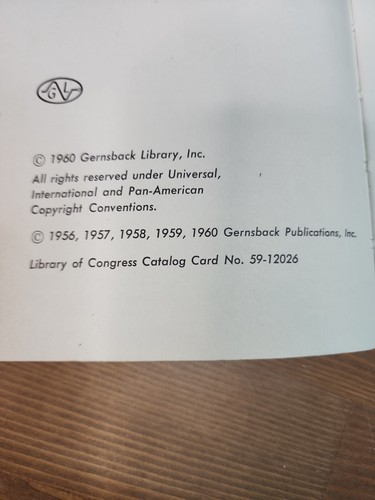 GL
© 1960 Gernsback Library, Inc.
All rights reserved under Universal,
International and Pan-American
Copyright Conventions.
© 1956, 1957, 1958, 1959, 1960 Gernsback Publications, Inc.
Library of Congress Catalog Card No. 59-12026